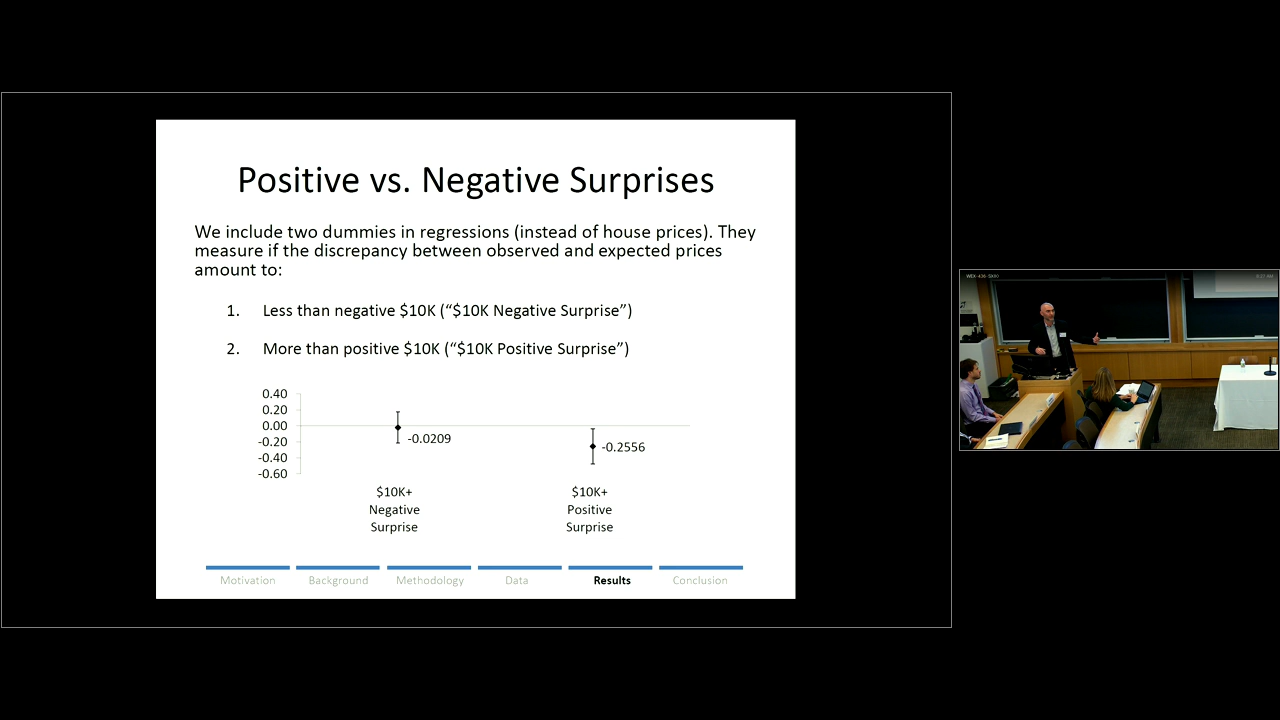 Positive vs. Negative Surprises
We include two dummies in regressions (instead of house prices). They
measure if the discrepancy between observed and expected prices
amount to:
1. Less than negative $10K (“$10K Negative Surprise”)
2. More than positive $10K (“$10K Positive Surprise”)
0.40
0.20
0.00
-0.20
-0.40
-0.60
-0.0209
-0.2556
$10K+
Negative
Surprise
$10K+
Positive
Surprise
Motivation
Background
Methodology
Data
Results
Conclusion